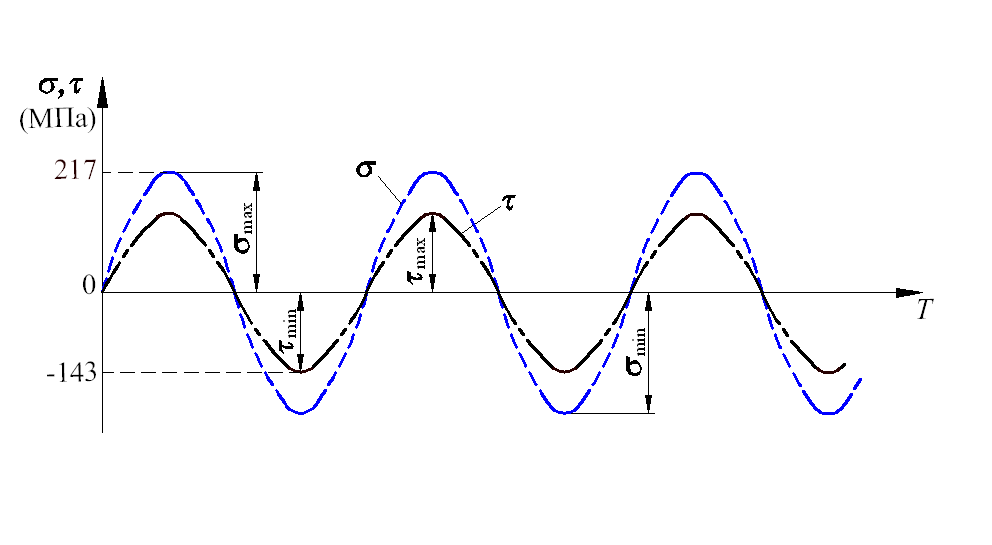 σ, τ
(МПа)
217
σ
τ
σmax
τmax
0
T
τmin
σmin
-143